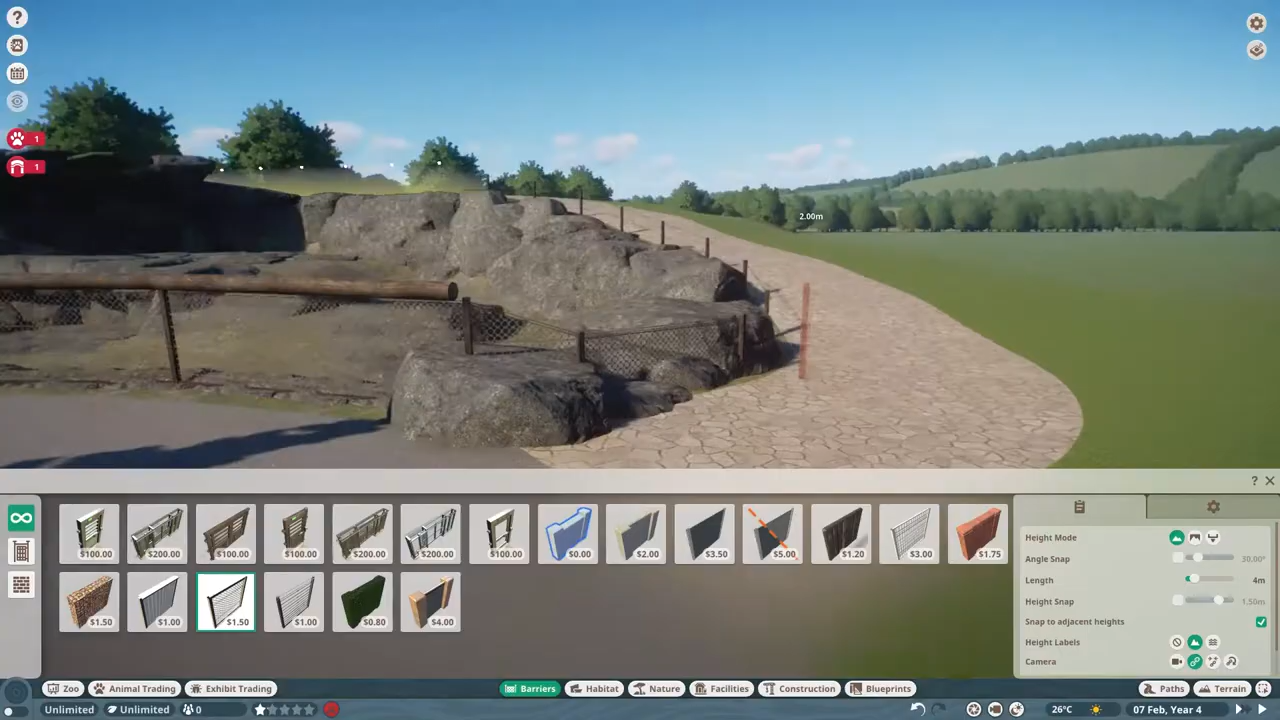 ?
1
1
2.00m
? ×
$100.00 $200.00 $100.00 $100.00 $200.00 $200.00 $100.00 $0.00 $2.00 $3.50 $5.00 $1.20 $3.00 $1.75
$1.50 $1.00 $1.50 $1.00 $0.80 $4.00
Height Mode
Angle Snap 30.00°
Length 4m
Height Snap 1.50m
Snap to adjacent heights
Height Labels
Camera
Zoo Animal Trading Exhibit Trading Barriers Habitat Nature Facilities Construction Blueprints Paths Terrain
Unlimited Unlimited 0 26°C 07 Feb, Year 4